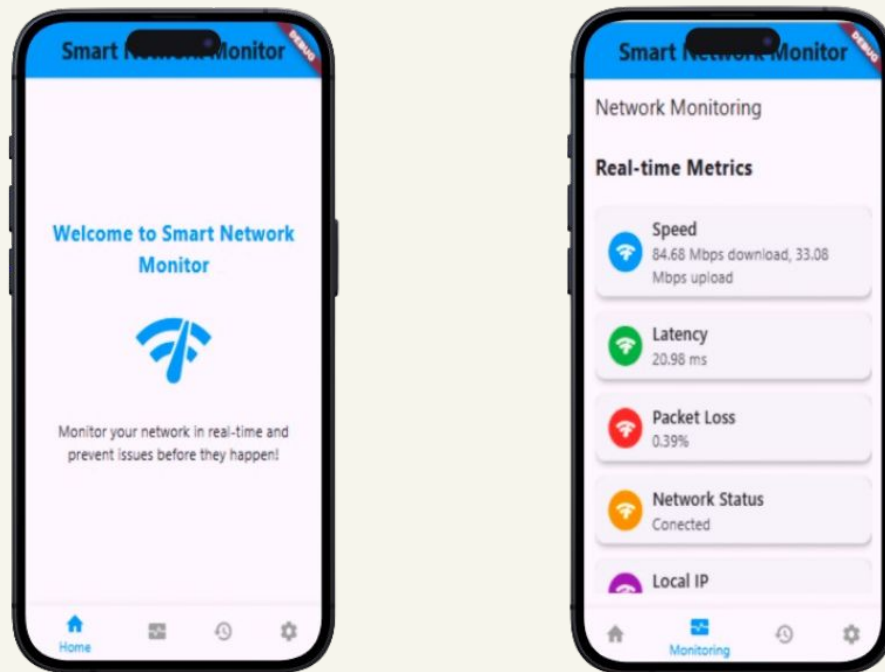 Smart Network Monitor
DEBUG
Welcome to Smart Network
Monitor
Monitor your network in real-time and
prevent issues before they happen!
Home
Smart Network Monitor
DEBUG
Network Monitoring
Real-time Metrics
Speed
84.68 Mbps download, 33.08
Mbps upload
Latency
20.98 ms
Packet Loss
0.39%
Network Status
Conected
Local IP
Monitoring